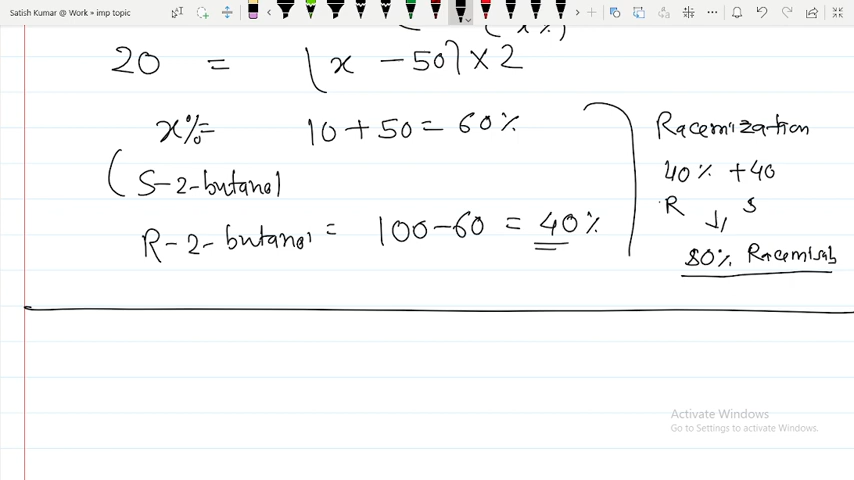 Satish Kumar @ Work » imp topic
(x%)
20 = (x - 50) × 2
x% = 10 + 50 = 60%
(S-2-butanol
R-2-butanol = 100-60 = 40%
Racemization
40% + 40
R S
↓
80% Racemisab
Activate Windows
Go to Settings to activate Windows.